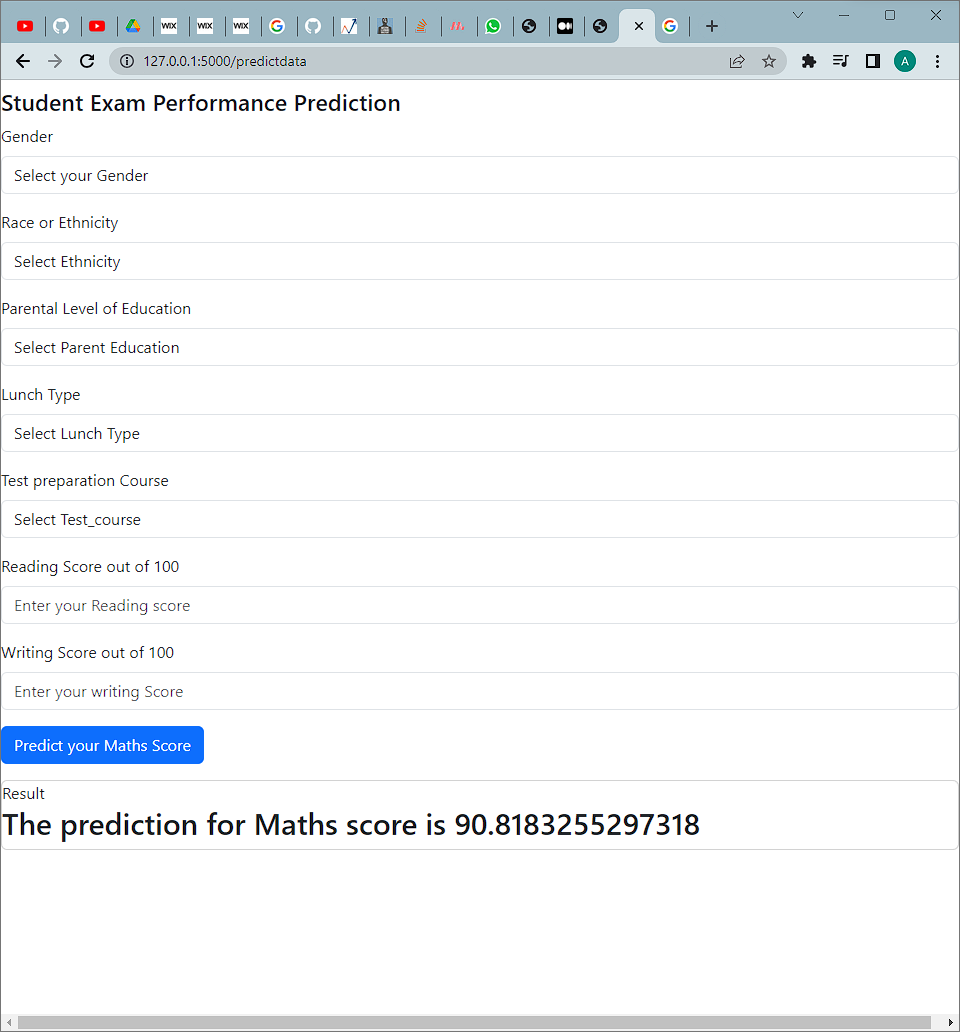 WIX WIX WIX
127.0.0.1:5000/predictdata
A
Student Exam Performance Prediction
Gender
Select your Gender
Race or Ethnicity
Select Ethnicity
Parental Level of Education
Select Parent Education
Lunch Type
Select Lunch Type
Test preparation Course
Select Test_course
Reading Score out of 100
Enter your Reading score
Writing Score out of 100
Enter your writing Score
Predict your Maths Score
Result
The prediction for Maths score is 90.8183255297318